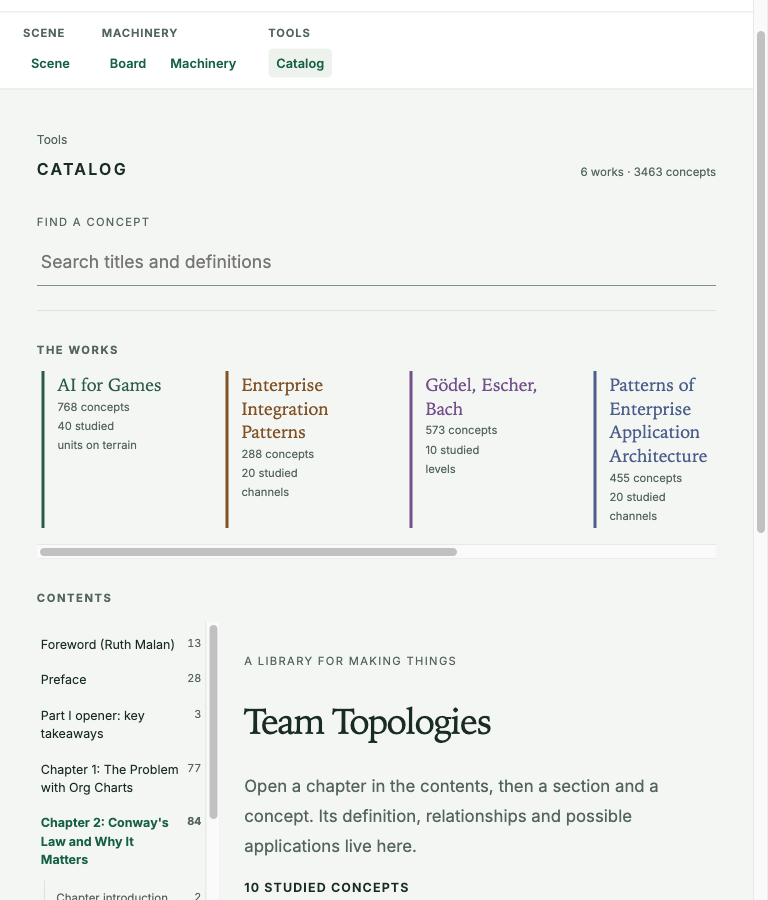 SCENE
MACHINERY
TOOLS
Scene
Board
Machinery
Catalog
Tools
CATALOG
6 works · 3463 concepts
FIND A CONCEPT
Search titles and definitions
THE WORKS
AI for Games
768 concepts
40 studied
units on terrain
Enterprise
Integration
Patterns
288 concepts
20 studied
channels
Gödel, Escher,
Bach
573 concepts
10 studied
levels
Patterns of
Enterprise
Application
Architecture
455 concepts
20 studied
channels
CONTENTS
Foreword (Ruth Malan) 13
Preface 28
Part I opener: key 3
takeaways
Chapter 1: The Problem 77
with Org Charts
Chapter 2: Conway's 84
Law and Why It
Matters
Chapter introduction 2
A LIBRARY FOR MAKING THINGS
Team Topologies
Open a chapter in the contents, then a section and a
concept. Its definition, relationships and possible
applications live here.
10 STUDIED CONCEPTS